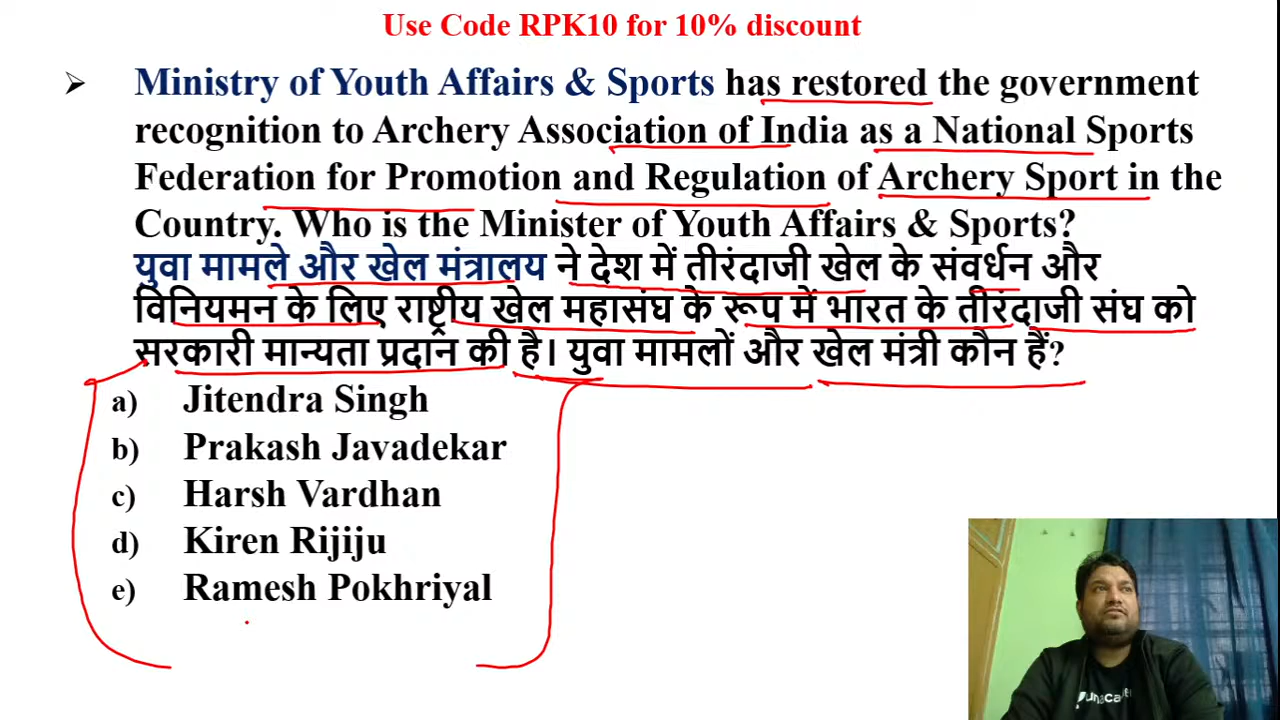 Use Code RPK10 for 10% discount
➢ Ministry of Youth Affairs & Sports has restored the government
recognition to Archery Association of India as a National Sports
Federation for Promotion and Regulation of Archery Sport in the
Country. Who is the Minister of Youth Affairs & Sports?
युवा मामले और खेल मंत्रालय ने देश में तीरंदाजी खेल के संवर्धन और
विनियमन के लिए राष्ट्रीय खेल महासंघ के रूप में भारत के तीरंदाजी संघ को
सरकारी मान्यता प्रदान की है। युवा मामलों और खेल मंत्री कौन हैं?
a) Jitendra Singh
b) Prakash Javadekar
c) Harsh Vardhan
d) Kiren Rijiju
e) Ramesh Pokhriyal